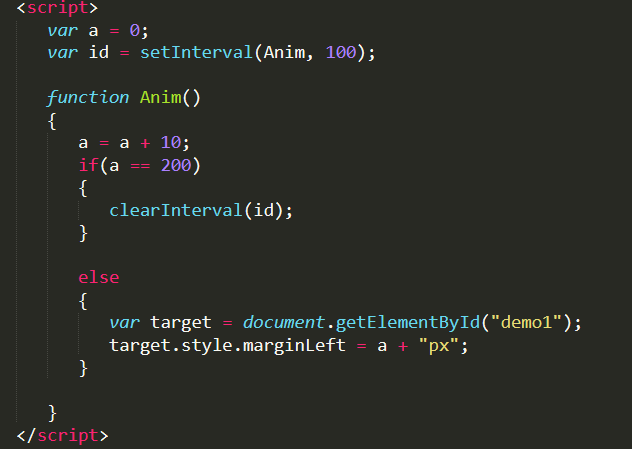 <script>
var a = 0;
var id = setInterval(Anim, 100);
function Anim()
{
a = a + 10;
if(a == 200)
{
clearInterval(id);
}
else
{
var target = document.getElementById("demo1");
target.style.marginLeft = a + "px";
}
}
</script>